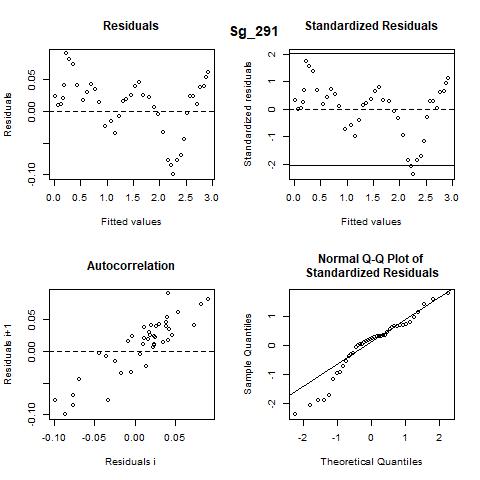 Sg_291
Residuals
Residuals
0.05
0.00
-0.10
0.0 0.5 1.0 1.5 2.0 2.5 3.0
Fitted values
Standardized Residuals
Standardized residuals
2
1
0
-1
-2
0.0 0.5 1.0 1.5 2.0 2.5 3.0
Fitted values
Autocorrelation
Residuals i+1
0.05
0.00
-0.10
-0.10 -0.05 0.00 0.05
Residuals i
Normal Q-Q Plot of
Standardized Residuals
Sample Quantiles
1
0
-1
-2
-2 -1 0 1 2
Theoretical Quantiles